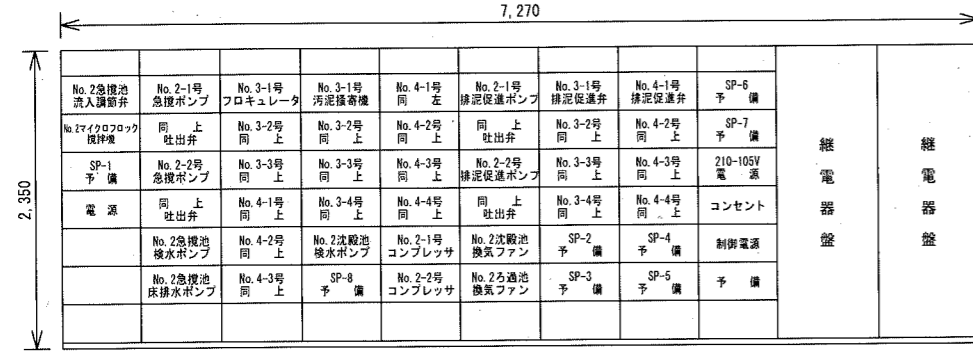 7,270
2,350
No.2急撹池 No.2-1号 No.3-1号 No.3-1号 No.4-1号 No.2-1号 No.3-1号 No.4-1号 SP-6
流入調節弁 急撹ポンプ フロキュレータ 汚泥掻寄機 同 左 排泥促進ポンプ 排泥促進弁 排泥促進弁 予 備
No.2マイクロフロック 同 上 No.3-2号 No.3-2号 No.4-2号 同 上 No.3-2号 No.4-2号 SP-7
撹拌機 吐出弁 同 上 同 上 同 上 吐出弁 同 上 同 上 予 備
SP-1 No.2-2号 No.3-3号 No.3-3号 No.4-3号 No.2-2号 No.3-3号 No.4-3号 210-105V
予 備 急撹ポンプ 同 上 同 上 同 上 排泥促進ポンプ 同 上 同 上 電 源
電 源 同 上 No.4-1号 No.3-4号 No.4-4号 同 上 No.3-4号 No.4-4号 コンセント
吐出弁 同 上 同 上 同 上 吐出弁 同 上 同 上
No.2急撹池 No.4-2号 No.2沈殿池 No.2-1号 No.2沈殿池 SP-2 SP-4 制御電源
検水ポンプ 同 上 検水ポンプ コンプレッサ 換気ファン 予 備 予 備
No.2急撹池 No.4-3号 SP-8 No.2-2号 No.2ろ過池 SP-3 SP-5 予 備
床排水ポンプ 同 上 予 備 コンプレッサ 換気ファン 予 備 予 備
継電器盤
継電器盤